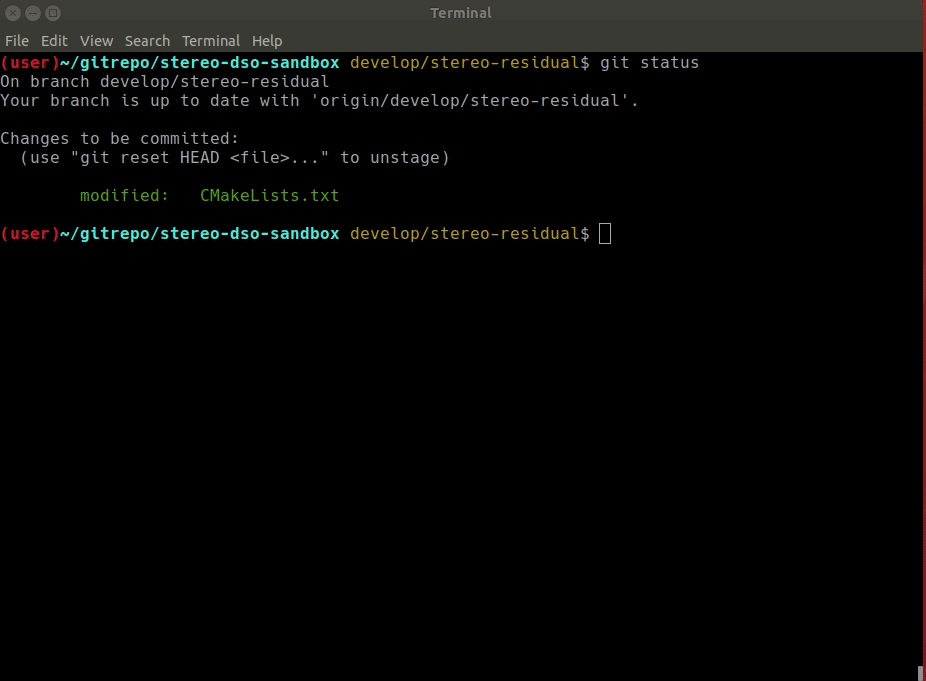 Terminal
File Edit View Search Terminal Help
(user)~/gitrepo/stereo-dso-sandbox develop/stereo-residual$ git status
On branch develop/stereo-residual
Your branch is up to date with 'origin/develop/stereo-residual'.
Changes to be committed:
  (use "git reset HEAD <file>..." to unstage)
        modified:   CMakeLists.txt
(user)~/gitrepo/stereo-dso-sandbox develop/stereo-residual$